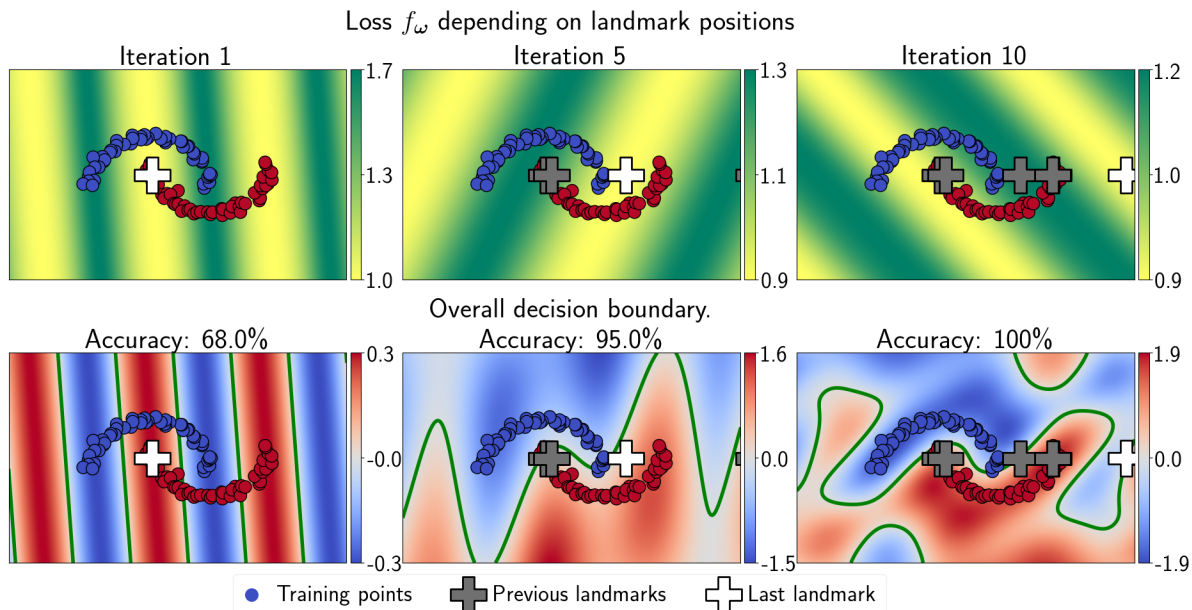 Loss fω depending on landmark positions
Iteration 1
Iteration 5
Iteration 10
1.7
1.3
1.0
1.3
1.1
0.9
1.2
1.0
0.9
Overall decision boundary.
Accuracy: 68.0%
Accuracy: 95.0%
Accuracy: 100%
0.3
-0.0
-0.3
1.6
0.0
-1.5
1.9
0.0
-1.9
Training points
Previous landmarks
Last landmark